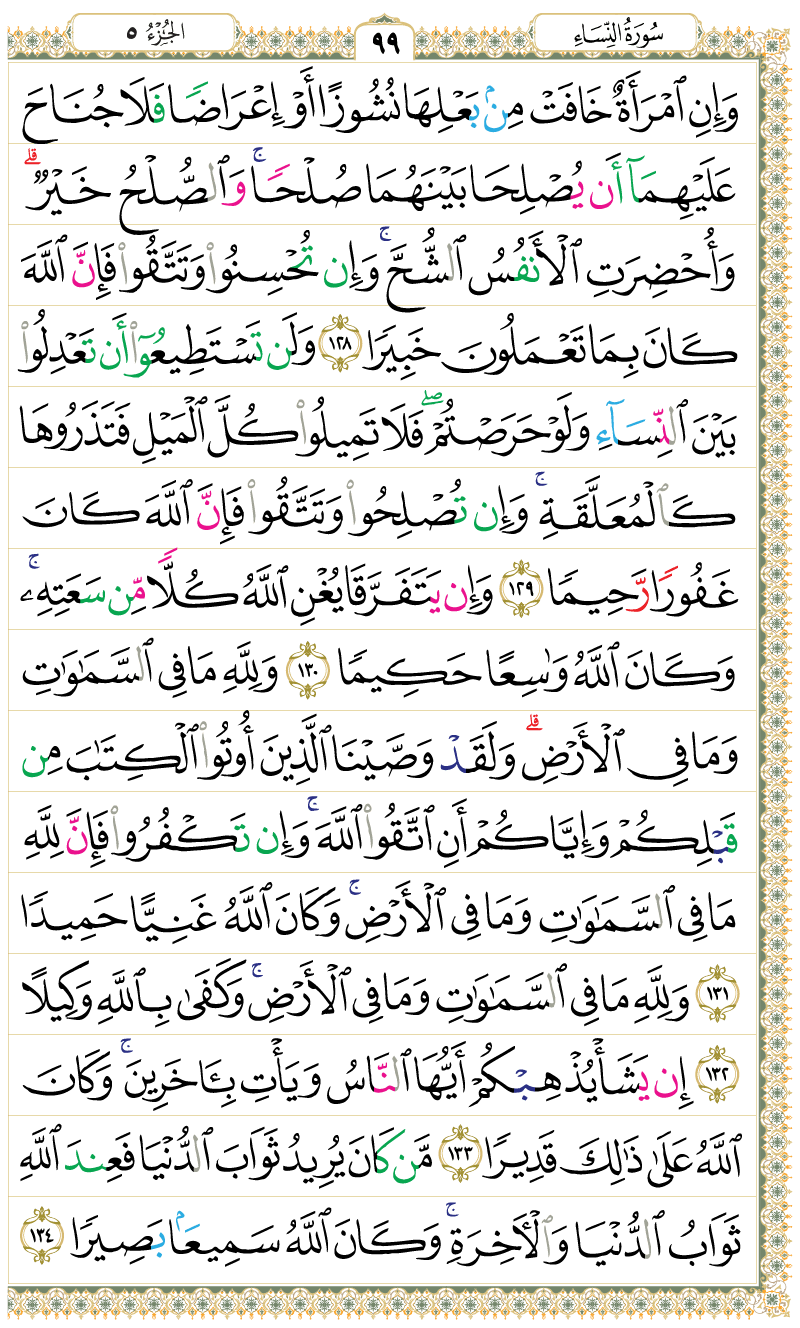 سُورَةُ النِّسَاءِ ٩٩ الجُزْءُ ٥
وَإِنِ ٱمْرَأَةٌ خَافَتْ مِنۢ بَعْلِهَا نُشُوزًا أَوْ إِعْرَاضًا فَلَا جُنَاحَ
عَلَيْهِمَآ أَن يُصْلِحَا بَيْنَهُمَا صُلْحًا ۚ وَٱلصُّلْحُ خَيْرٌ ۗ
وَأُحْضِرَتِ ٱلْأَنفُسُ ٱلشُّحَّ ۚ وَإِن تُحْسِنُوا۟ وَتَتَّقُوا۟ فَإِنَّ ٱللَّهَ
كَانَ بِمَا تَعْمَلُونَ خَبِيرًا ١٢٨ وَلَن تَسْتَطِيعُوٓا۟ أَن تَعْدِلُوا۟
بَيْنَ ٱلنِّسَآءِ وَلَوْ حَرَصْتُمْ ۖ فَلَا تَمِيلُوا۟ كُلَّ ٱلْمَيْلِ فَتَذَرُوهَا
كَٱلْمُعَلَّقَةِ ۚ وَإِن تُصْلِحُوا۟ وَتَتَّقُوا۟ فَإِنَّ ٱللَّهَ كَانَ
غَفُورًا رَّحِيمًا ١٢٩ وَإِن يَتَفَرَّقَا يُغْنِ ٱللَّهُ كُلًّا مِّن سَعَتِهِۦ ۚ
وَكَانَ ٱللَّهُ وَٰسِعًا حَكِيمًا ١٣٠ وَلِلَّهِ مَا فِى ٱلسَّمَٰوَٰتِ
وَمَا فِى ٱلْأَرْضِ ۗ وَلَقَدْ وَصَّيْنَا ٱلَّذِينَ أُوتُوا۟ ٱلْكِتَٰبَ مِن
قَبْلِكُمْ وَإِيَّاكُمْ أَنِ ٱتَّقُوا۟ ٱللَّهَ ۚ وَإِن تَكْفُرُوا۟ فَإِنَّ لِلَّهِ
مَا فِى ٱلسَّمَٰوَٰتِ وَمَا فِى ٱلْأَرْضِ ۚ وَكَانَ ٱللَّهُ غَنِيًّا حَمِيدًا
١٣١ وَلِلَّهِ مَا فِى ٱلسَّمَٰوَٰتِ وَمَا فِى ٱلْأَرْضِ ۚ وَكَفَىٰ بِٱللَّهِ وَكِيلًا
١٣٢ إِن يَشَأْ يُذْهِبْكُمْ أَيُّهَا ٱلنَّاسُ وَيَأْتِ بِـَٔاخَرِينَ ۚ وَكَانَ
ٱللَّهُ عَلَىٰ ذَٰلِكَ قَدِيرًا ١٣٣ مَّن كَانَ يُرِيدُ ثَوَابَ ٱلدُّنْيَا فَعِندَ ٱللَّهِ
ثَوَابُ ٱلدُّنْيَا وَٱلْـَٔاخِرَةِ ۚ وَكَانَ ٱللَّهُ سَمِيعًۢا بَصِيرًا ١٣٤